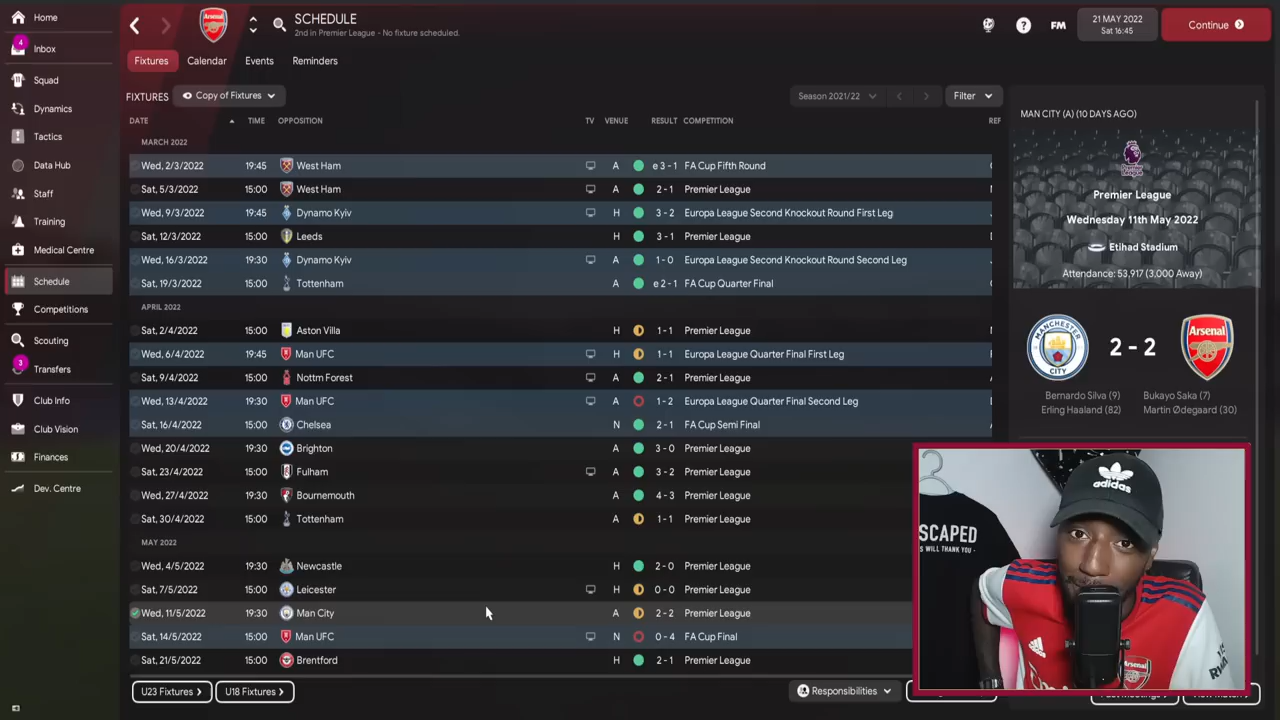 Home
4
Inbox
Squad
Dynamics
Tactics
Data Hub
Staff
Training
Medical Centre
Schedule
Competitions
Scouting
3
Transfers
Club Info
Club Vision
Finances
Dev. Centre
Arsenal
SCHEDULE
2nd in Premier League - No fixture scheduled.
?
FM
21 MAY 2022
Sat 16:45
Continue
Fixtures Calendar Events Reminders
FIXTURES Copy of Fixtures Season 2021/22 Filter
DATE TIME OPPOSITION TV VENUE RESULT COMPETITION REF
MARCH 2022
Wed, 2/3/2022 19:45 West Ham A e 3 - 1 FA Cup Fifth Round
Sat, 5/3/2022 15:00 West Ham A 2 - 1 Premier League
Wed, 9/3/2022 19:45 Dynamo Kyiv H 3 - 2 Europa League Second Knockout Round First Leg
Sat, 12/3/2022 15:00 Leeds H 3 - 1 Premier League
Wed, 16/3/2022 19:30 Dynamo Kyiv A 1 - 0 Europa League Second Knockout Round Second Leg
Sat, 19/3/2022 15:00 Tottenham A e 2 - 1 FA Cup Quarter Final
APRIL 2022
Sat, 2/4/2022 15:00 Aston Villa H 1 - 1 Premier League
Wed, 6/4/2022 19:45 Man UFC H 1 - 1 Europa League Quarter Final First Leg
Sat, 9/4/2022 15:00 Nottm Forest A 2 - 1 Premier League
Wed, 13/4/2022 19:30 Man UFC A 1 - 2 Europa League Quarter Final Second Leg
Sat, 16/4/2022 15:00 Chelsea N 2 - 1 FA Cup Semi Final
Wed, 20/4/2022 19:30 Brighton A 3 - 0 Premier League
Sat, 23/4/2022 15:00 Fulham H 3 - 2 Premier League
Wed, 27/4/2022 19:30 Bournemouth A 4 - 3 Premier League
Sat, 30/4/2022 15:00 Tottenham A 1 - 1 Premier League
MAY 2022
Wed, 4/5/2022 19:30 Newcastle H 2 - 0 Premier League
Sat, 7/5/2022 15:00 Leicester H 0 - 0 Premier League
Wed, 11/5/2022 19:30 Man City A 2 - 2 Premier League
Sat, 14/5/2022 15:00 Man UFC N 0 - 4 FA Cup Final
Sat, 21/5/2022 15:00 Brentford H 2 - 1 Premier League
U23 Fixtures U18 Fixtures Responsibilities
MAN CITY (A) (10 DAYS AGO)
Premier League
Wednesday 11th May 2022
Etihad Stadium
Attendance: 53,917 (3,000 Away)
MANCHESTER
CITY
2 - 2
Arsenal
Bernardo Silva (9) Bukayo Saka (7)
Erling Haaland (82) Martin Ødegaard (30)
SCAPED
S WILL THANK YOU -
adidas
Arsenal